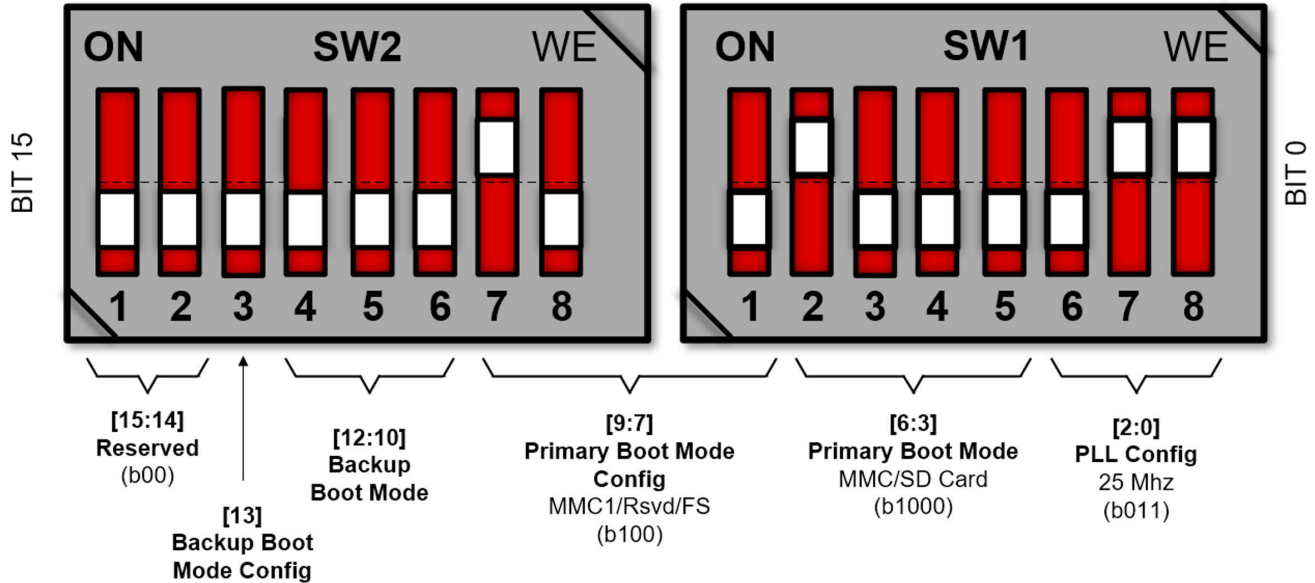 ON SW2 WE
ON SW1 WE
BIT 15
BIT 0
1 2 3 4 5 6 7 8
1 2 3 4 5 6 7 8
[15:14]
Reserved
(b00)
[13]
Backup Boot
Mode Config
[12:10]
Backup
Boot Mode
[9:7]
Primary Boot Mode
Config
MMC1/Rsvd/FS
(b100)
[6:3]
Primary Boot Mode
MMC/SD Card
(b1000)
[2:0]
PLL Config
25 Mhz
(b011)